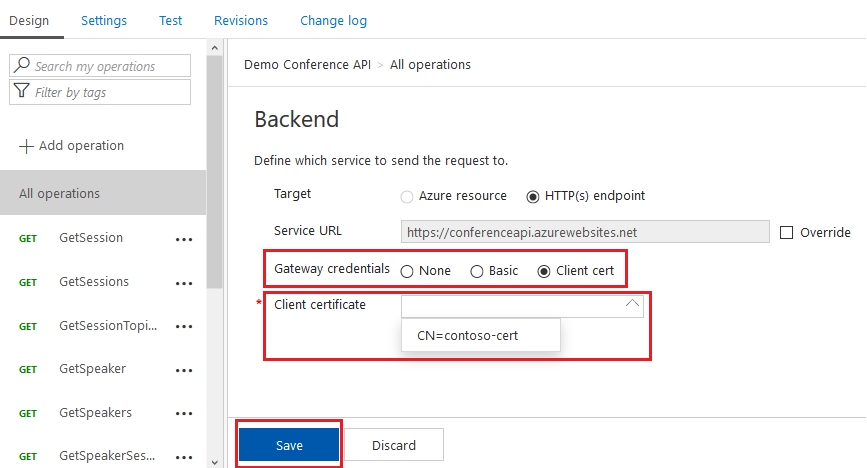 Design Settings Test Revisions Change log
Search my operations
Filter by tags
Add operation
All operations
GET GetSession •••
GET GetSessions •••
GET GetSessionTopi... •••
GET GetSpeaker •••
GET GetSpeakers •••
GET GetSpeakerSes... •••
Demo Conference API > All operations
Backend
Define which service to send the request to.
Target Azure resource HTTP(s) endpoint
Service URL https://conferenceapi.azurewebsites.net Override
Gateway credentials None Basic Client cert
* Client certificate
CN=contoso-cert
Save Discard